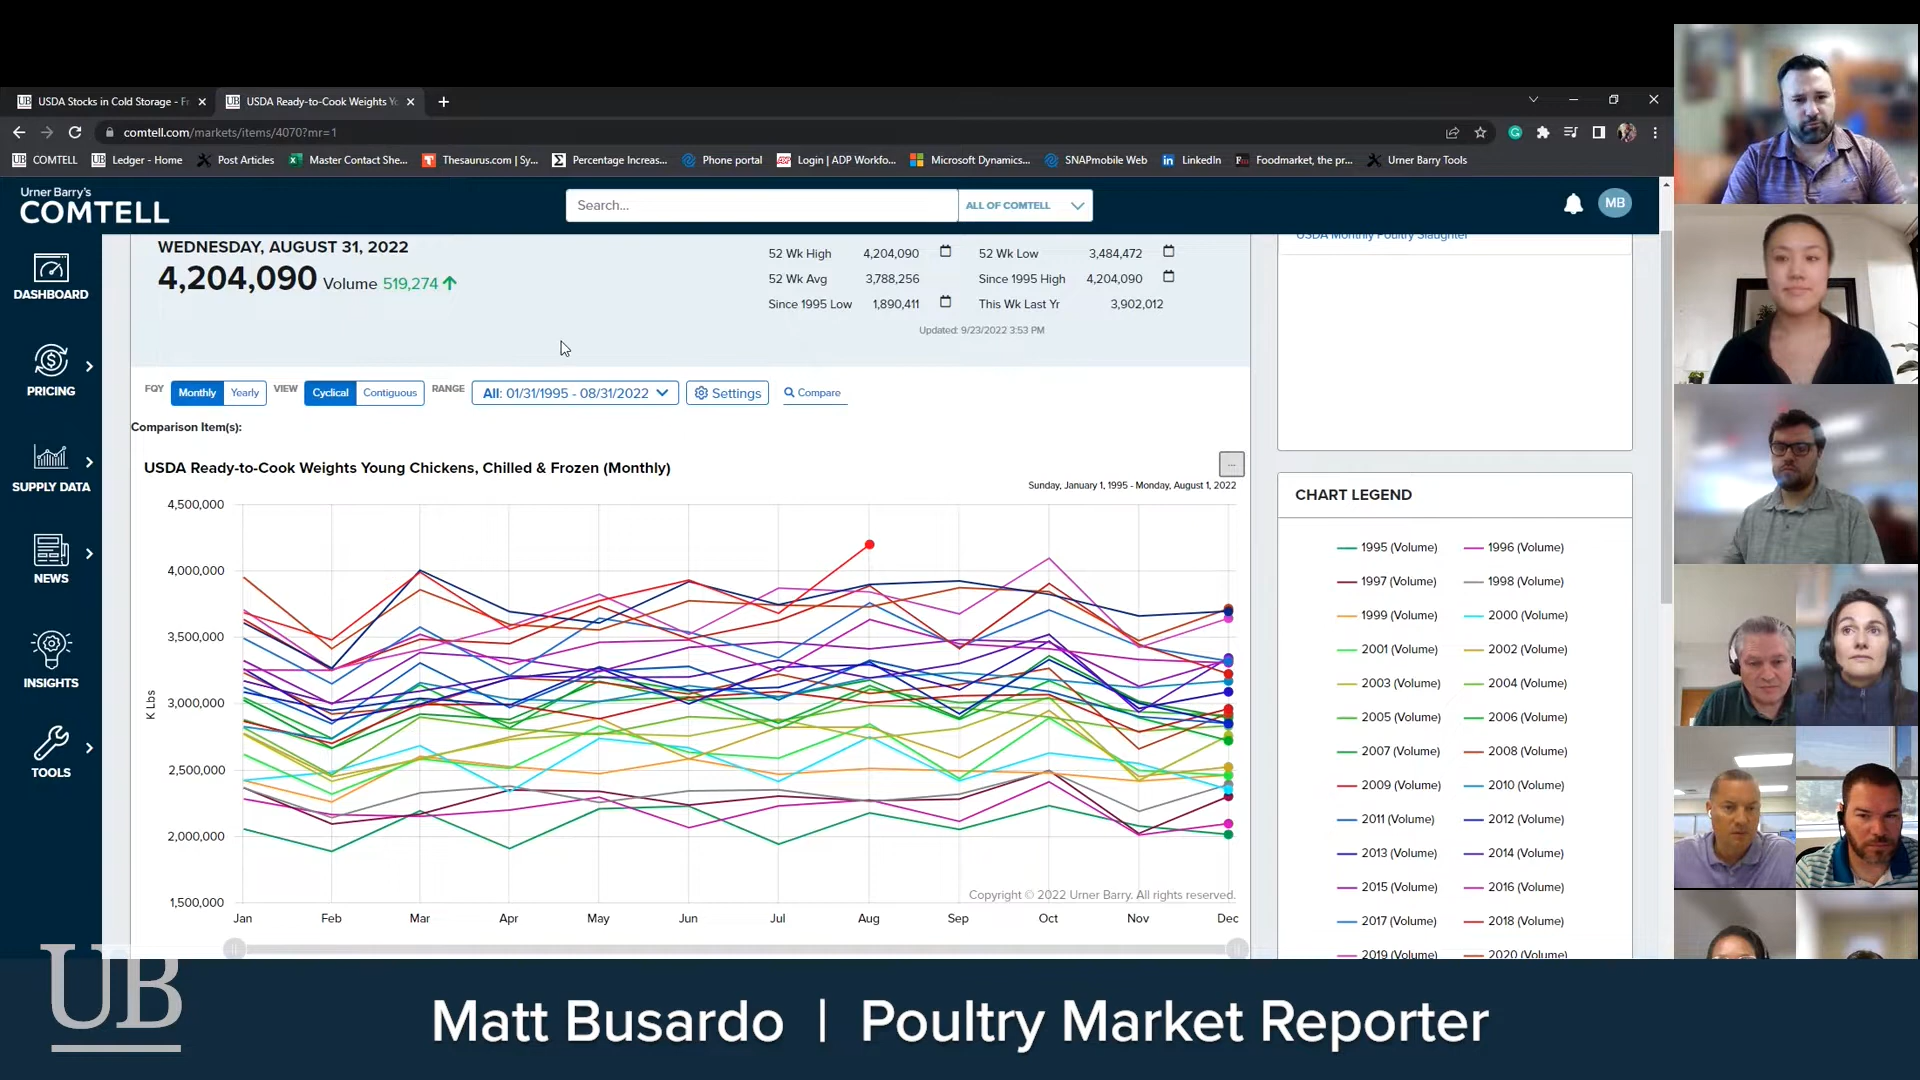 USDA Stocks in Cold Storage - Fr
USDA Ready-to-Cook Weights Yo
comtell.com/markets/items/4070?mr=1
UB COMTELL
UB Ledger - Home
Post Articles
Master Contact She...
Thesaurus.com | Sy...
Percentage Increas...
Phone portal
Login | ADP Workfo...
Microsoft Dynamics...
SNAPmobile Web
LinkedIn
Foodmarket, the pr...
Urner Barry Tools
Urner Barry's
COMTELL
Search...
ALL OF COMTELL
MB
DASHBOARD
PRICING
SUPPLY DATA
NEWS
INSIGHTS
TOOLS
WEDNESDAY, AUGUST 31, 2022
4,204,090 Volume 519,274
52 Wk High 4,204,090 52 Wk Low 3,484,472
52 Wk Avg 3,788,256 Since 1995 High 4,204,090
Since 1995 Low 1,890,411 This Wk Last Yr 3,902,012
Updated: 9/23/2022 3:53 PM
USDA Monthly Poultry Slaughter
FQY Monthly Yearly VIEW Cyclical Contiguous RANGE All: 01/31/1995 - 08/31/2022 Settings Compare
Comparison Item(s):
USDA Ready-to-Cook Weights Young Chickens, Chilled & Frozen (Monthly)
...
Sunday, January 1, 1995 - Monday, August 1, 2022
4,500,000
4,000,000
3,500,000
3,000,000
2,500,000
2,000,000
1,500,000
K Lbs
Copyright © 2022 Urner Barry. All rights reserved.
Jan Feb Mar Apr May Jun Jul Aug Sep Oct Nov Dec
CHART LEGEND
1995 (Volume) 1996 (Volume)
1997 (Volume) 1998 (Volume)
1999 (Volume) 2000 (Volume)
2001 (Volume) 2002 (Volume)
2003 (Volume) 2004 (Volume)
2005 (Volume) 2006 (Volume)
2007 (Volume) 2008 (Volume)
2009 (Volume) 2010 (Volume)
2011 (Volume) 2012 (Volume)
2013 (Volume) 2014 (Volume)
2015 (Volume) 2016 (Volume)
2017 (Volume) 2018 (Volume)
2019 (Volume) 2020 (Volume)
UB
Matt Busardo | Poultry Market Reporter